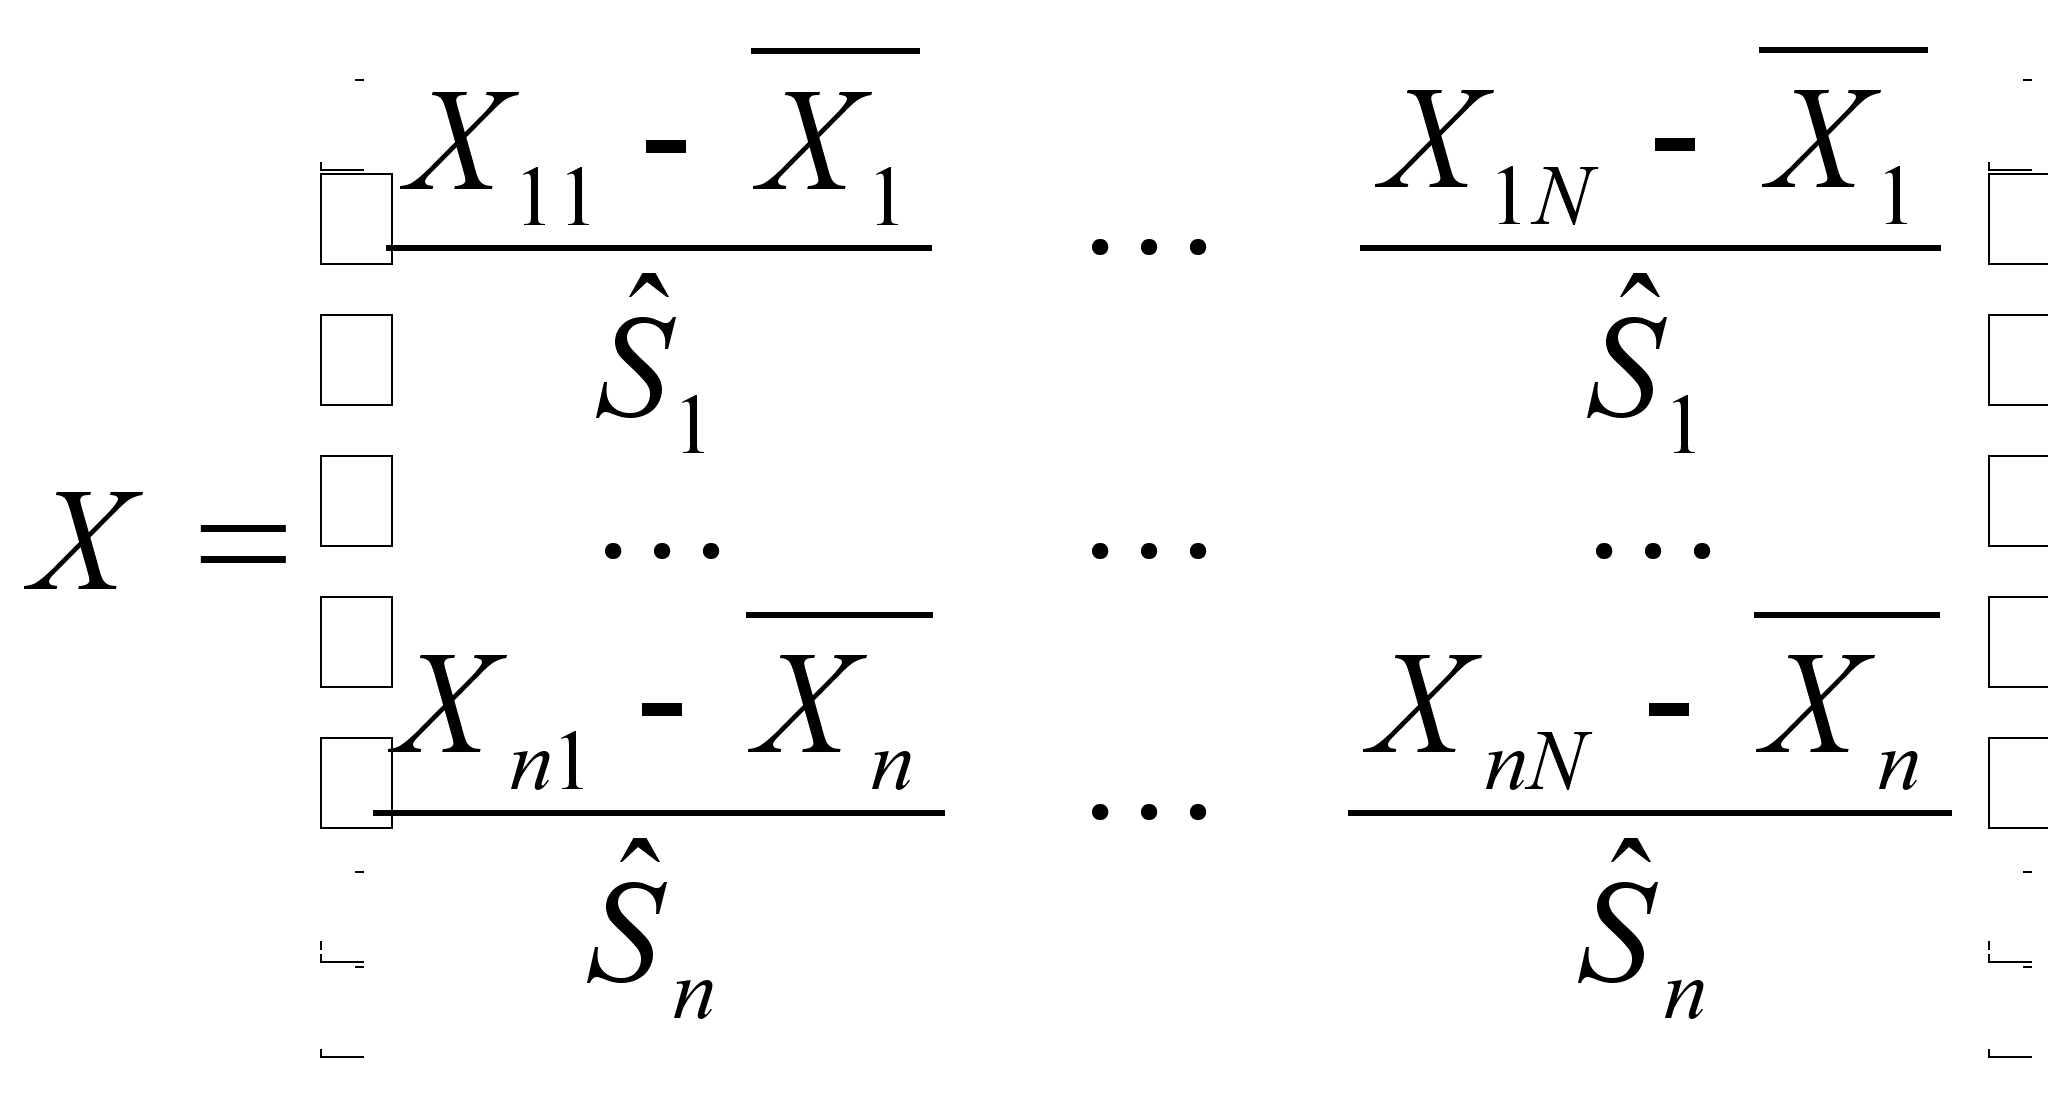 X11 - X̅1 ... X1N - X̅1
Ŝ1 Ŝ1
X = ... ... ...
Xn1 - X̅n ... XnN - X̅n
Ŝn Ŝn